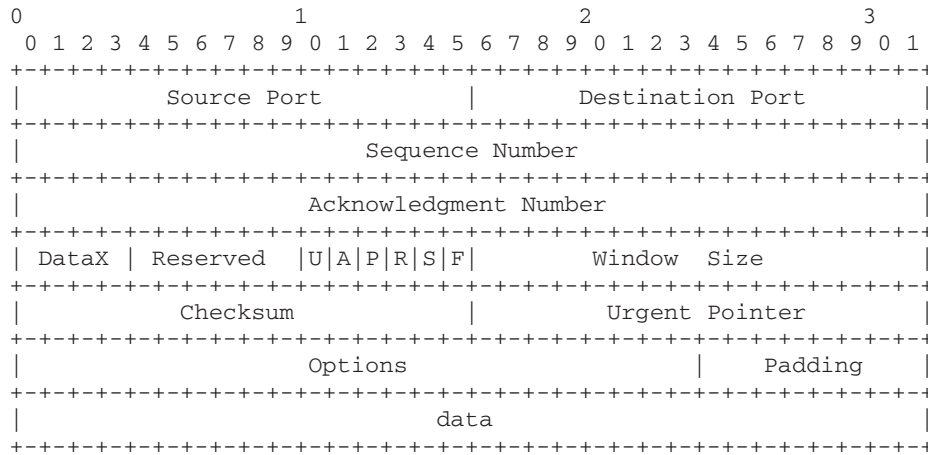 0                   1                   2                   3
 0 1 2 3 4 5 6 7 8 9 0 1 2 3 4 5 6 7 8 9 0 1 2 3 4 5 6 7 8 9 0 1
+-+-+-+-+-+-+-+-+-+-+-+-+-+-+-+-+-+-+-+-+-+-+-+-+-+-+-+-+-+-+-+-+
|          Source Port          |       Destination Port        |
+-+-+-+-+-+-+-+-+-+-+-+-+-+-+-+-+-+-+-+-+-+-+-+-+-+-+-+-+-+-+-+-+
|                        Sequence Number                        |
+-+-+-+-+-+-+-+-+-+-+-+-+-+-+-+-+-+-+-+-+-+-+-+-+-+-+-+-+-+-+-+-+
|                    Acknowledgment Number                      |
+-+-+-+-+-+-+-+-+-+-+-+-+-+-+-+-+-+-+-+-+-+-+-+-+-+-+-+-+-+-+-+-+
| DataX | Reserved  |U|A|P|R|S|F|        Window  Size           |
+-+-+-+-+-+-+-+-+-+-+-+-+-+-+-+-+-+-+-+-+-+-+-+-+-+-+-+-+-+-+-+-+
|           Checksum            |         Urgent Pointer        |
+-+-+-+-+-+-+-+-+-+-+-+-+-+-+-+-+-+-+-+-+-+-+-+-+-+-+-+-+-+-+-+-+
|                    Options                    |    Padding    |
+-+-+-+-+-+-+-+-+-+-+-+-+-+-+-+-+-+-+-+-+-+-+-+-+-+-+-+-+-+-+-+-+
|                             data                              |
+-+-+-+-+-+-+-+-+-+-+-+-+-+-+-+-+-+-+-+-+-+-+-+-+-+-+-+-+-+-+-+-+